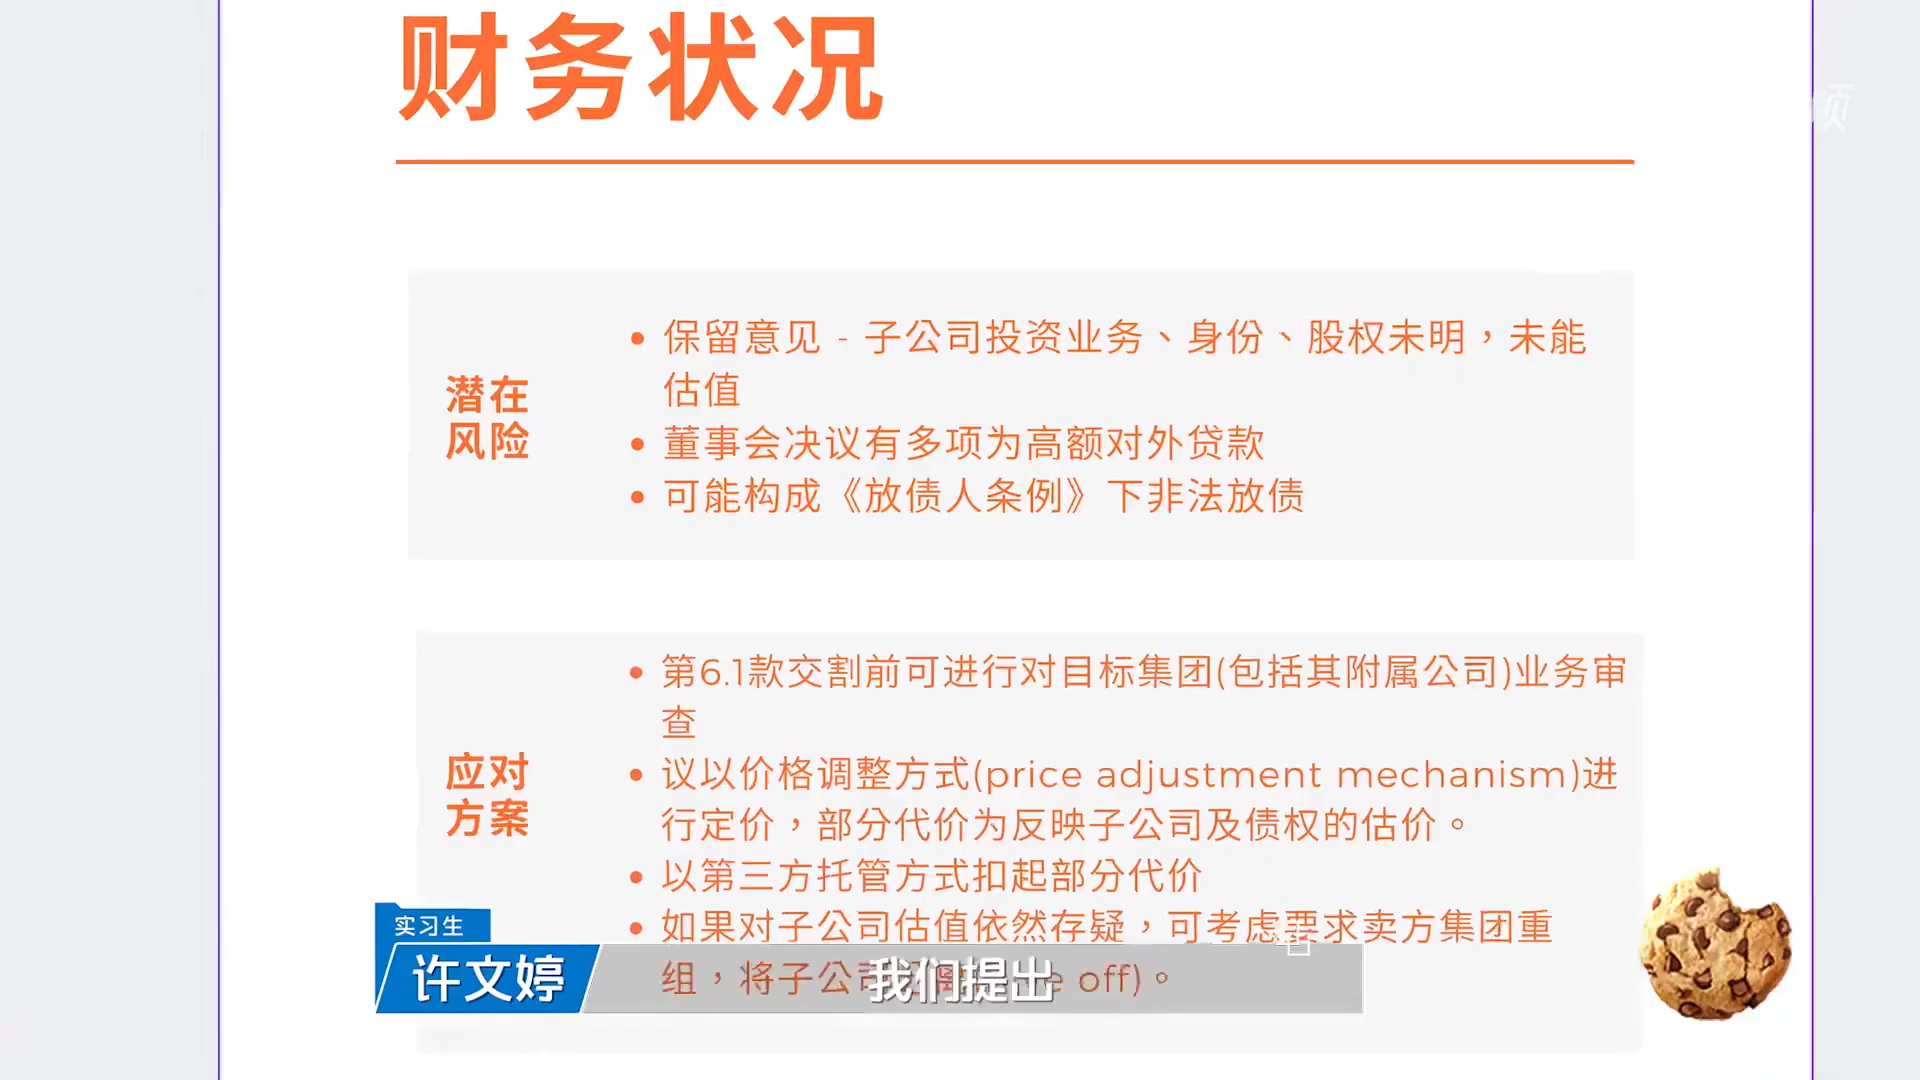 财务状况
潜在
风险
• 保留意见 - 子公司投资业务、身份、股权未明，未能
估值
• 董事会决议有多项为高额对外贷款
• 可能构成《放债人条例》下非法放债
应对
方案
• 第6.1款交割前可进行对目标集团(包括其附属公司)业务审
查
• 议以价格调整方式(price adjustment mechanism)进
行定价，部分代价为反映子公司及债权的估价。
• 以第三方托管方式扣起部分代价
• 如果对子公司估值依然存疑，可考虑要求卖方集团重
组，将子公 off)。
实习生
许文婷
我们提出